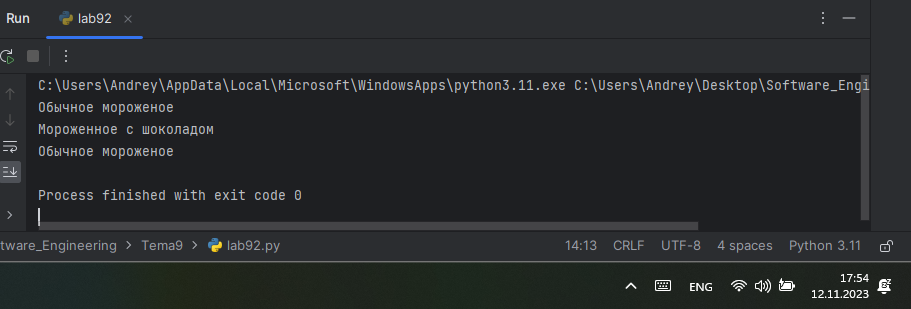 Run lab92
C:\Users\Andrey\AppData\Local\Microsoft\WindowsApps\python3.11.exe C:\Users\Andrey\Desktop\Software_Engi
Обычное мороженое
Мороженное с шоколадом
Обычное мороженое
Process finished with exit code 0
tware_Engineering > Tema9 > lab92.py 14:13 CRLF UTF-8 4 spaces Python 3.11
ENG 17:54
12.11.2023